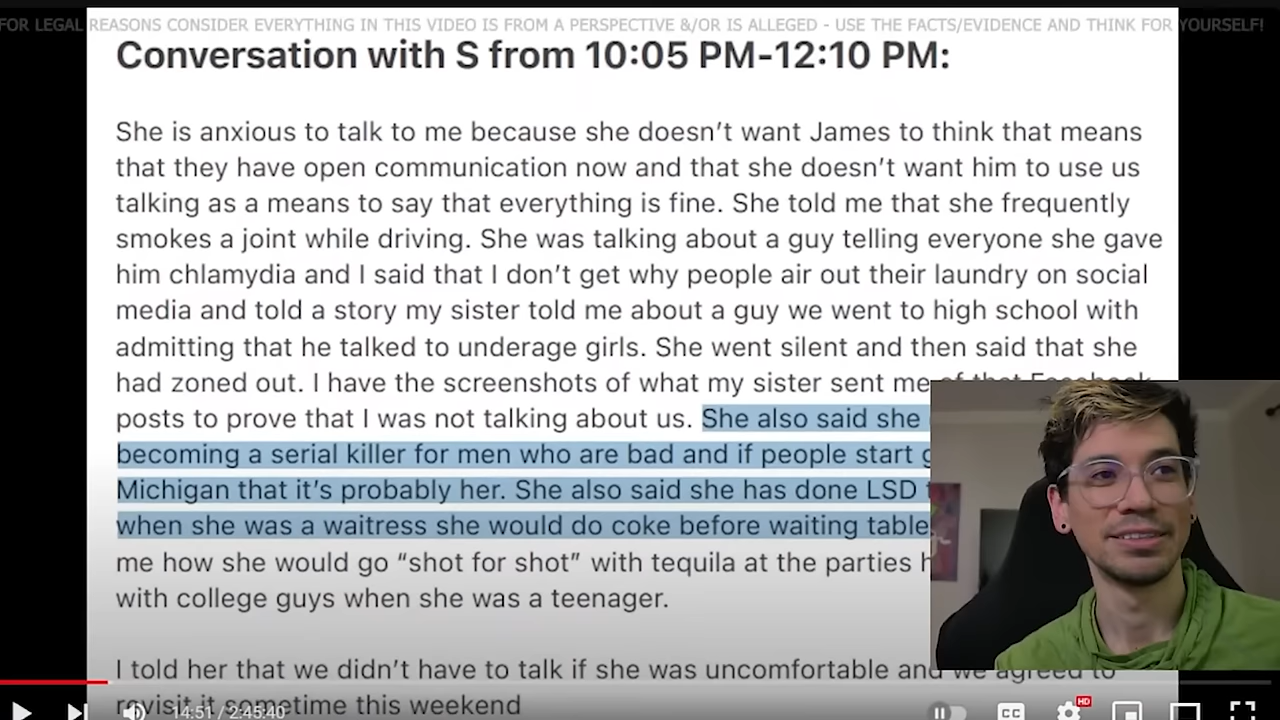 FOR LEGAL REASONS CONSIDER EVERYTHING IN THIS VIDEO IS FROM A PERSPECTIVE &/OR IS ALLEGED - USE THE FACTS/EVIDENCE AND THINK FOR YOURSELF!
Conversation with S from 10:05 PM-12:10 PM:
She is anxious to talk to me because she doesn’t want James to think that means
that they have open communication now and that she doesn’t want him to use us
talking as a means to say that everything is fine. She told me that she frequently
smokes a joint while driving. She was talking about a guy telling everyone she gave
him chlamydia and I said that I don’t get why people air out their laundry on social
media and told a story my sister told me about a guy we went to high school with
admitting that he talked to underage girls. She went silent and then said that she
had zoned out. I have the screenshots of what my sister sent me of that Facebook
posts to prove that I was not talking about us. She also said she
becoming a serial killer for men who are bad and if people start
Michigan that it’s probably her. She also said she has done LSD
when she was a waitress she would do coke before waiting table
me how she would go “shot for shot” with tequila at the parties
with college guys when she was a teenager.
I told her that we didn’t have to talk if she was uncomfortable and we agreed to
revisit it sometime this weekend
14:51 / 2:45:40
CC
HD